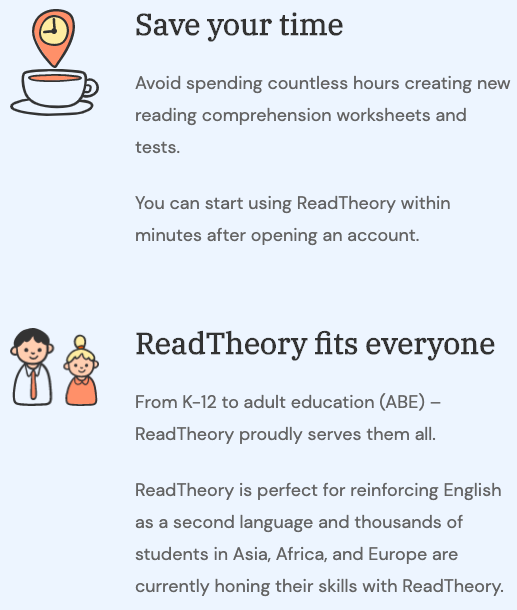 Save your time
Avoid spending countless hours creating new
reading comprehension worksheets and
tests.
You can start using ReadTheory within
minutes after opening an account.
ReadTheory fits everyone
From K-12 to adult education (ABE) –
ReadTheory proudly serves them all.
ReadTheory is perfect for reinforcing English
as a second language and thousands of
students in Asia, Africa, and Europe are
currently honing their skills with ReadTheory.